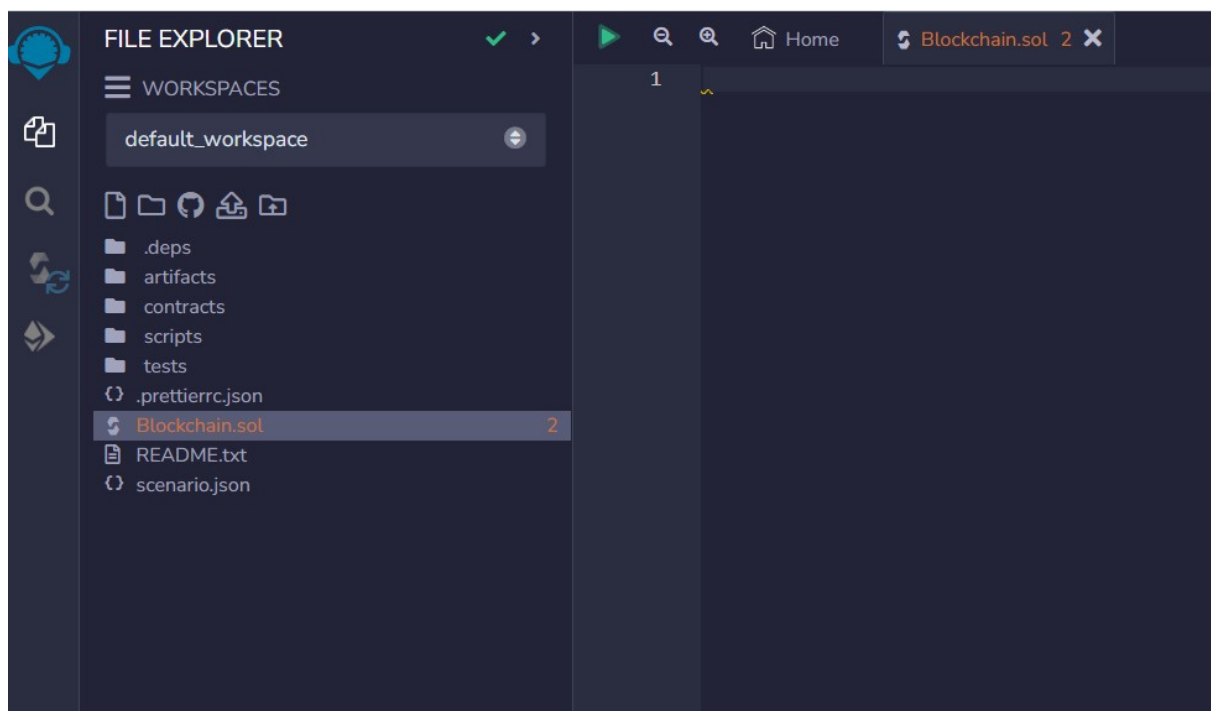 FILE EXPLORER
WORKSPACES
default_workspace
.deps
artifacts
contracts
scripts
tests
{} .prettierrc.json
Blockchain.sol 2
README.txt
{} scenario.json
Home
Blockchain.sol 2
1